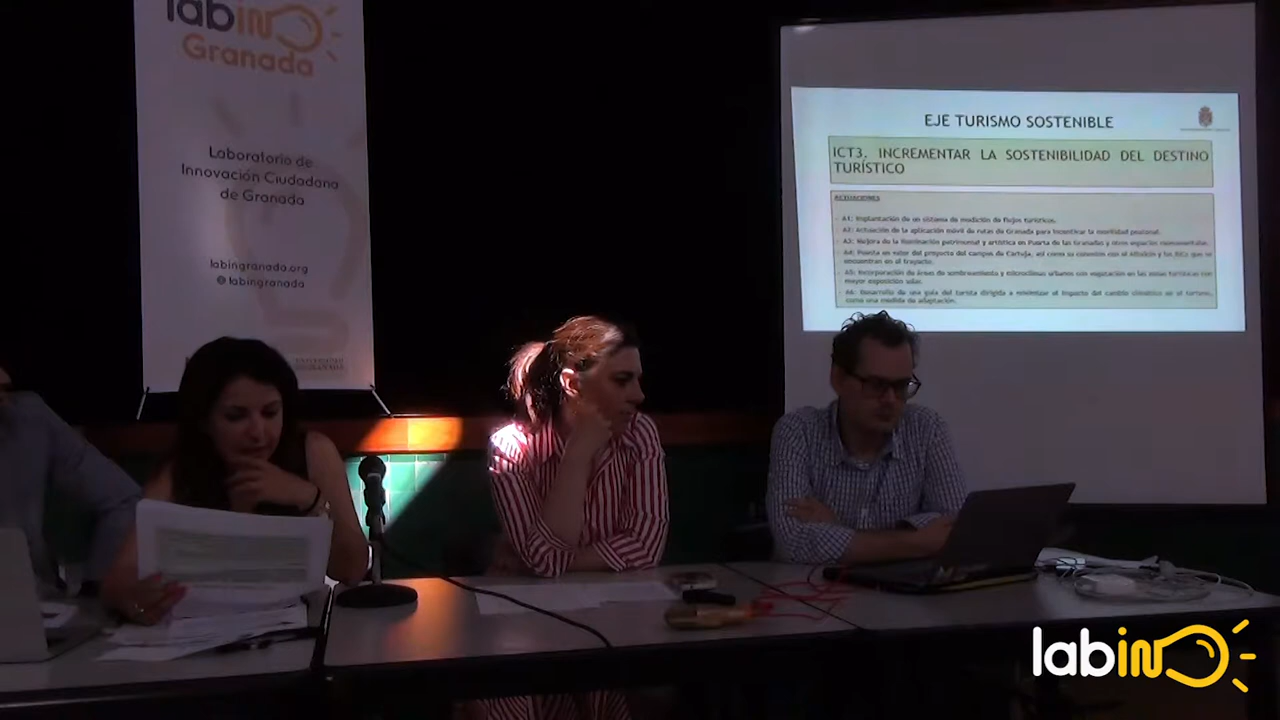 labin
Granada
Laboratorio de
Innovación Ciudadana
de Granada
labingranada.org
@labingranada
EJE TURISMO SOSTENIBLE
ICT3. INCREMENTAR LA SOSTENIBILIDAD DEL DESTINO
TURÍSTICO
ACTUACIONES
A1: Implantación de un sistema de medición de flujos turísticos.
A2: Actuación de la aplicación móvil de rutas de Granada para incentivar la movilidad peatonal.
A3: Mejora de la iluminación patrimonial y artística en Puerta de las Granadas y otros espacios monumentales.
A4: Puesta en valor del proyecto del campus de Cartuja, así como su conexión con el Albaicín y los BICs que se
encuentran en el trayecto.
A5: Incorporación de áreas de sombreamiento y microclimas urbanos con vegetación en las zonas turísticas con
mayor exposición solar.
A6: Desarrollo de una guía del turista dirigida a minimizar el impacto del cambio climático en el turismo,
como una medida de adaptación.
labin